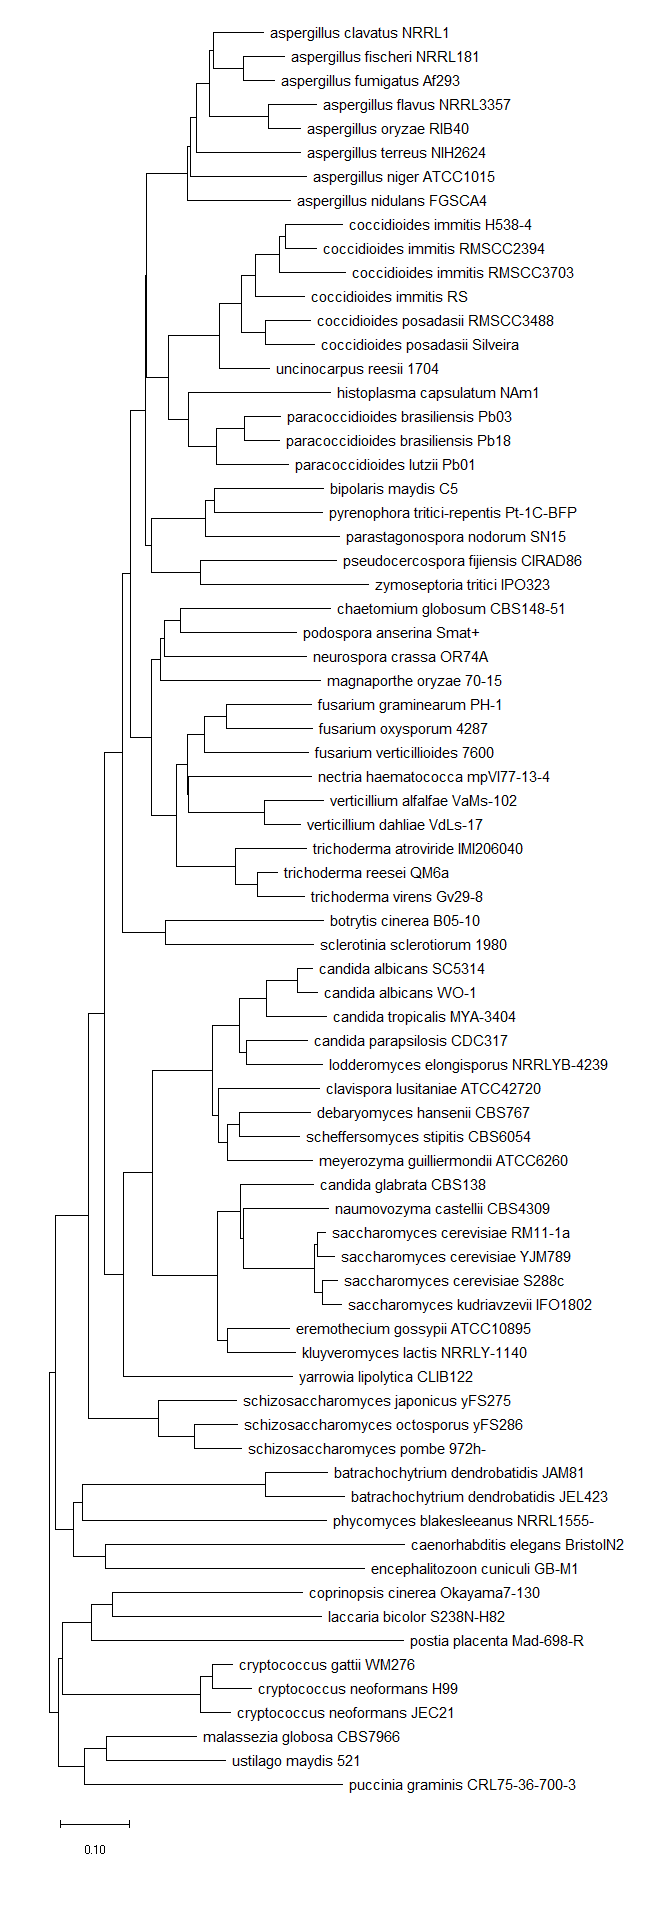 aspergillus clavatus NRRL1
aspergillus fischeri NRRL181
aspergillus fumigatus Af293
aspergillus flavus NRRL3357
aspergillus oryzae RIB40
aspergillus terreus NIH2624
aspergillus niger ATCC1015
aspergillus nidulans FGSCA4
coccidioides immitis H538-4
coccidioides immitis RMSCC2394
coccidioides immitis RMSCC3703
coccidioides immitis RS
coccidioides posadasii RMSCC3488
coccidioides posadasii Silveira
uncinocarpus reesii 1704
histoplasma capsulatum NAm1
paracoccidioides brasiliensis Pb03
paracoccidioides brasiliensis Pb18
paracoccidioides lutzii Pb01
bipolaris maydis C5
pyrenophora tritici-repentis Pt-1C-BFP
parastagonospora nodorum SN15
pseudocercospora fijiensis CIRAD86
zymoseptoria tritici IPO323
chaetomium globosum CBS148-51
podospora anserina Smat+
neurospora crassa OR74A
magnaporthe oryzae 70-15
fusarium graminearum PH-1
fusarium oxysporum 4287
fusarium verticillioides 7600
nectria haematococca mpVI77-13-4
verticillium alfalfae VaMs-102
verticillium dahliae VdLs-17
trichoderma atroviride IMI206040
trichoderma reesei QM6a
trichoderma virens Gv29-8
botrytis cinerea B05-10
sclerotinia sclerotiorum 1980
candida albicans SC5314
candida albicans WO-1
candida tropicalis MYA-3404
candida parapsilosis CDC317
lodderomyces elongisporus NRRLYB-4239
clavispora lusitaniae ATCC42720
debaryomyces hansenii CBS767
scheffersomyces stipitis CBS6054
meyerozyma guilliermondii ATCC6260
candida glabrata CBS138
naumovozyma castellii CBS4309
saccharomyces cerevisiae RM11-1a
saccharomyces cerevisiae YJM789
saccharomyces cerevisiae S288c
saccharomyces kudriavzevii IFO1802
eremothecium gossypii ATCC10895
kluyveromyces lactis NRRLY-1140
yarrowia lipolytica CLIB122
schizosaccharomyces japonicus yFS275
schizosaccharomyces octosporus yFS286
schizosaccharomyces pombe 972h-
batrachochytrium dendrobatidis JAM81
batrachochytrium dendrobatidis JEL423
phycomyces blakesleeanus NRRL1555-
caenorhabditis elegans BristolN2
encephalitozoon cuniculi GB-M1
coprinopsis cinerea Okayama7-130
laccaria bicolor S238N-H82
postia placenta Mad-698-R
cryptococcus gattii WM276
cryptococcus neoformans H99
cryptococcus neoformans JEC21
malassezia globosa CBS7966
ustilago maydis 521
puccinia graminis CRL75-36-700-3
0.10